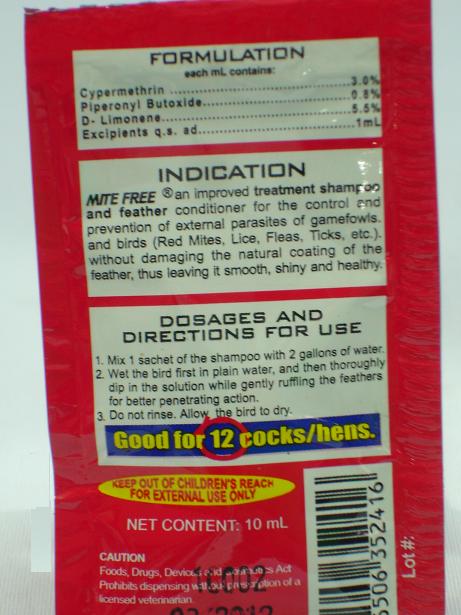 FORMULATION
each mL contains:
Cypermethrin ........................ 3.0%
Piperonyl Butoxide.................. 0.8%
D- Limonene........................ 5.5%
Excipients q.s. ad.................. 1mL
INDICATION
MITE FREE ® an improved treatment shampoo
and feather conditioner for the control and
prevention of external parasites of gamefowls.
and birds (Red Mites, Lice, Fleas, Ticks, etc.).
without damaging the natural coating of the
feather, thus leaving it smooth, shiny and healthy.
DOSAGES AND
DIRECTIONS FOR USE
1. Mix 1 sachet of the shampoo with 2 gallons of water.
2. Wet the bird first in plain water, and then thoroughly
dip in the solution while gently ruffling the feathers
for better penetrating action.
3. Do not rinse. Allow the bird to dry.
Good for 12 cocks/hens.
KEEP OUT OF CHILDREN'S REACH
FOR EXTERNAL USE ONLY
NET CONTENT: 10 mL
CAUTION
Foods, Drugs, Devices and Cosmetics Act
Prohibits dispensing without prescription of a
licensed veterinarian.
Lot #:
352416